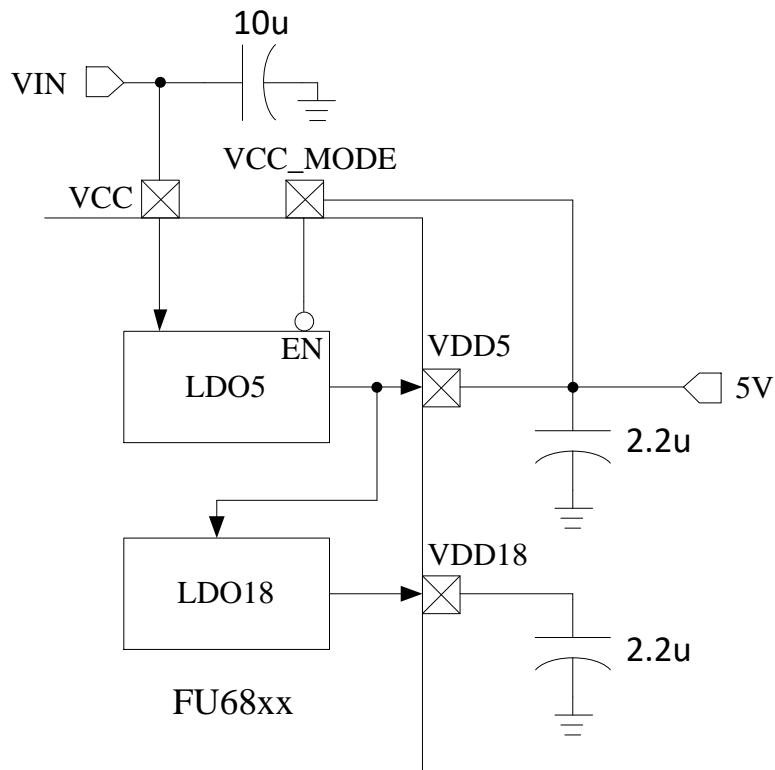 10u
VIN
VCC_MODE
VCC
EN
VDD5
LDO5
5V
2.2u
VDD18
LDO18
2.2u
FU68xx